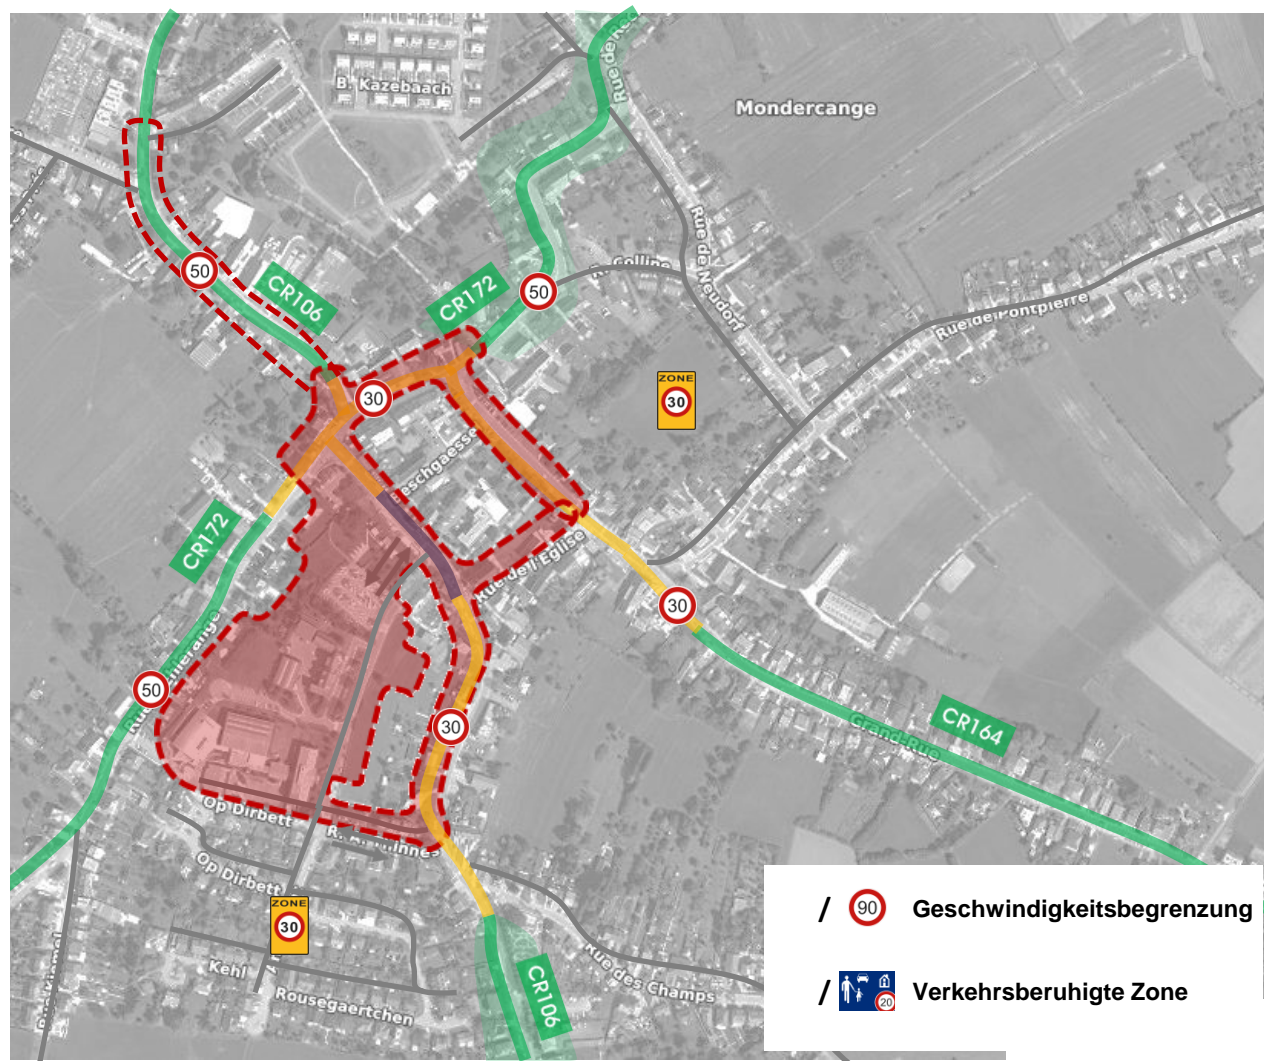 B. Kazebaach
Mondercange
Rue de Ree
50
CR106
CR172
50
R. Colline
Rue de Neudorf
Rue de Pontpierre
ZONE
30
30
CR172
Rue de l'Eglise
30
50
30
Grand-Rue
CR164
Op Dirbett
Op Dirbett
ZONE
30
Kehl
Rousegaertchen
CR106
Rue des Champs
/ 90 Geschwindigkeitsbegrenzung
/ 20 Verkehrsberuhigte Zone